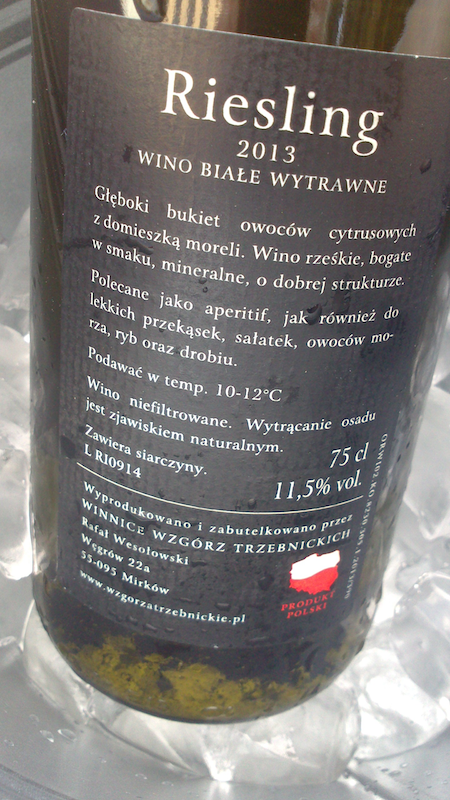 Riesling
2013
WINO BIAŁE WYTRAWNE
Głęboki bukiet owoców cytrusowych
z domieszką moreli. Wino rześkie, bogate
w smaku, mineralne, o dobrej strukturze.
Polecane jako aperitif, jak również do
lekkich przekąsek, sałatek, owoców mo-
rza, ryb oraz drobiu.
Podawać w temp. 10-12°C
Wino niefiltrowane. Wytrącanie osadu
jest zjawiskiem naturalnym.
Zawiera siarczyny.
75 cl
L RI0914
11,5% vol.
Wyprodukowano i zabutelkowano przez
WINNICE WZGÓRZ TRZEBNICKICH
Rafał Wesołowski
Węgrów 22a
55-095 Mirków
www.wzgorzatrzebnickie.pl
PRODUKT
POLSKI